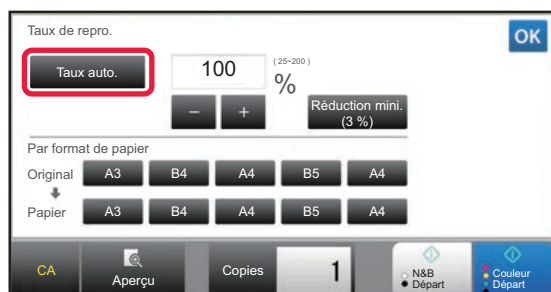 Taux de repro.
OK
Taux auto.
100
(25~200)
%
－
＋
Réduction mini.
(3 %)
Par format de papier
Original
A3
B4
A4
B5
A4
Papier
A3
B4
A4
B5
A4
CA
Aperçu
Copies
1
N&B
Départ
Couleur
Départ